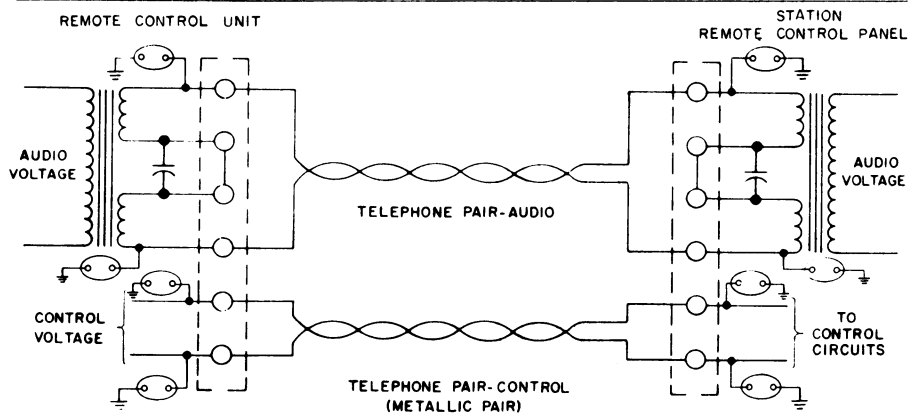 REMOTE CONTROL UNIT
STATION
REMOTE CONTROL PANEL
AUDIO
VOLTAGE
AUDIO
VOLTAGE
TELEPHONE PAIR-AUDIO
CONTROL
VOLTAGE
TO
CONTROL
CIRCUITS
TELEPHONE PAIR-CONTROL
(METALLIC PAIR)